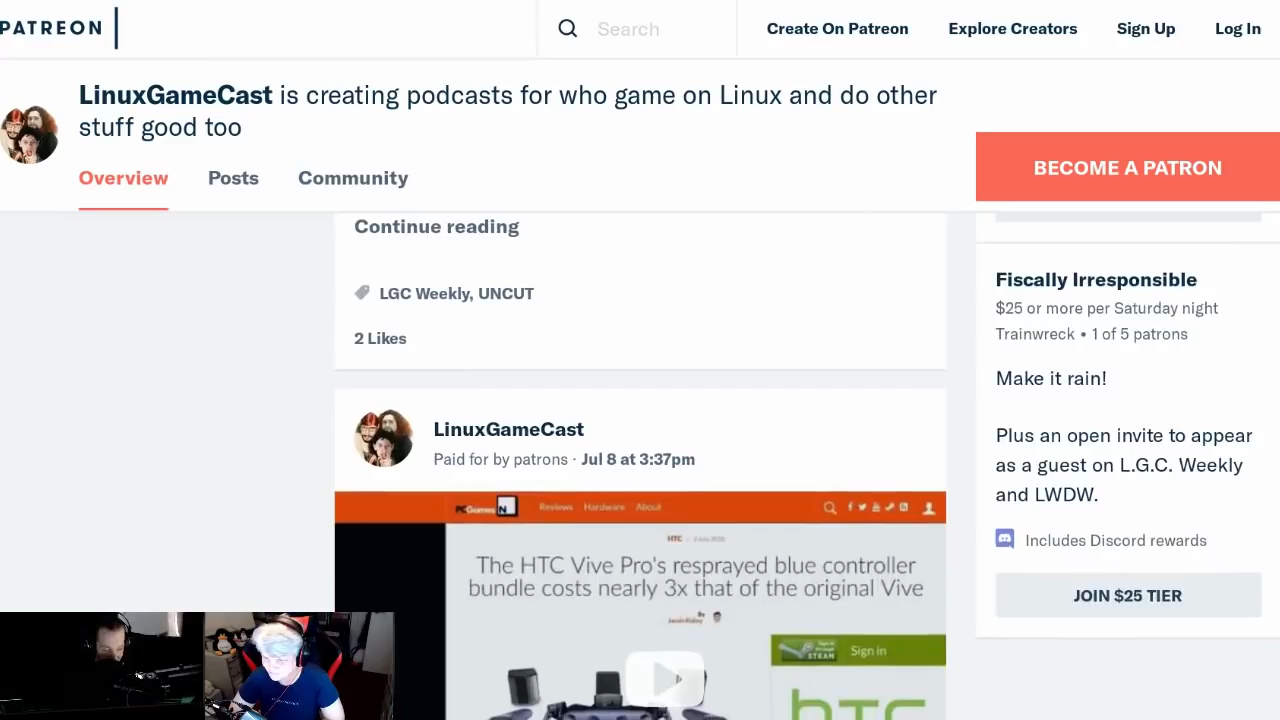 PATREON
Search
Create On Patreon
Explore Creators
Sign Up
Log In
LinuxGameCast is creating podcasts for who game on Linux and do other
stuff good too
BECOME A PATRON
Overview
Posts
Community
Continue reading
LGC Weekly, UNCUT
2 Likes
LinuxGameCast
Paid for by patrons · Jul 8 at 3:37pm
PCGamesN
Reviews
Hardware
About
HTC
The HTC Vive Pro's resprayed blue controller
bundle costs nearly 3x that of the original Vive
By
Sign in
htc
Fiscally Irresponsible
$25 or more per Saturday night
Trainwreck • 1 of 5 patrons
Make it rain!
Plus an open invite to appear
as a guest on L.G.C. Weekly
and LWDW.
Includes Discord rewards
JOIN $25 TIER